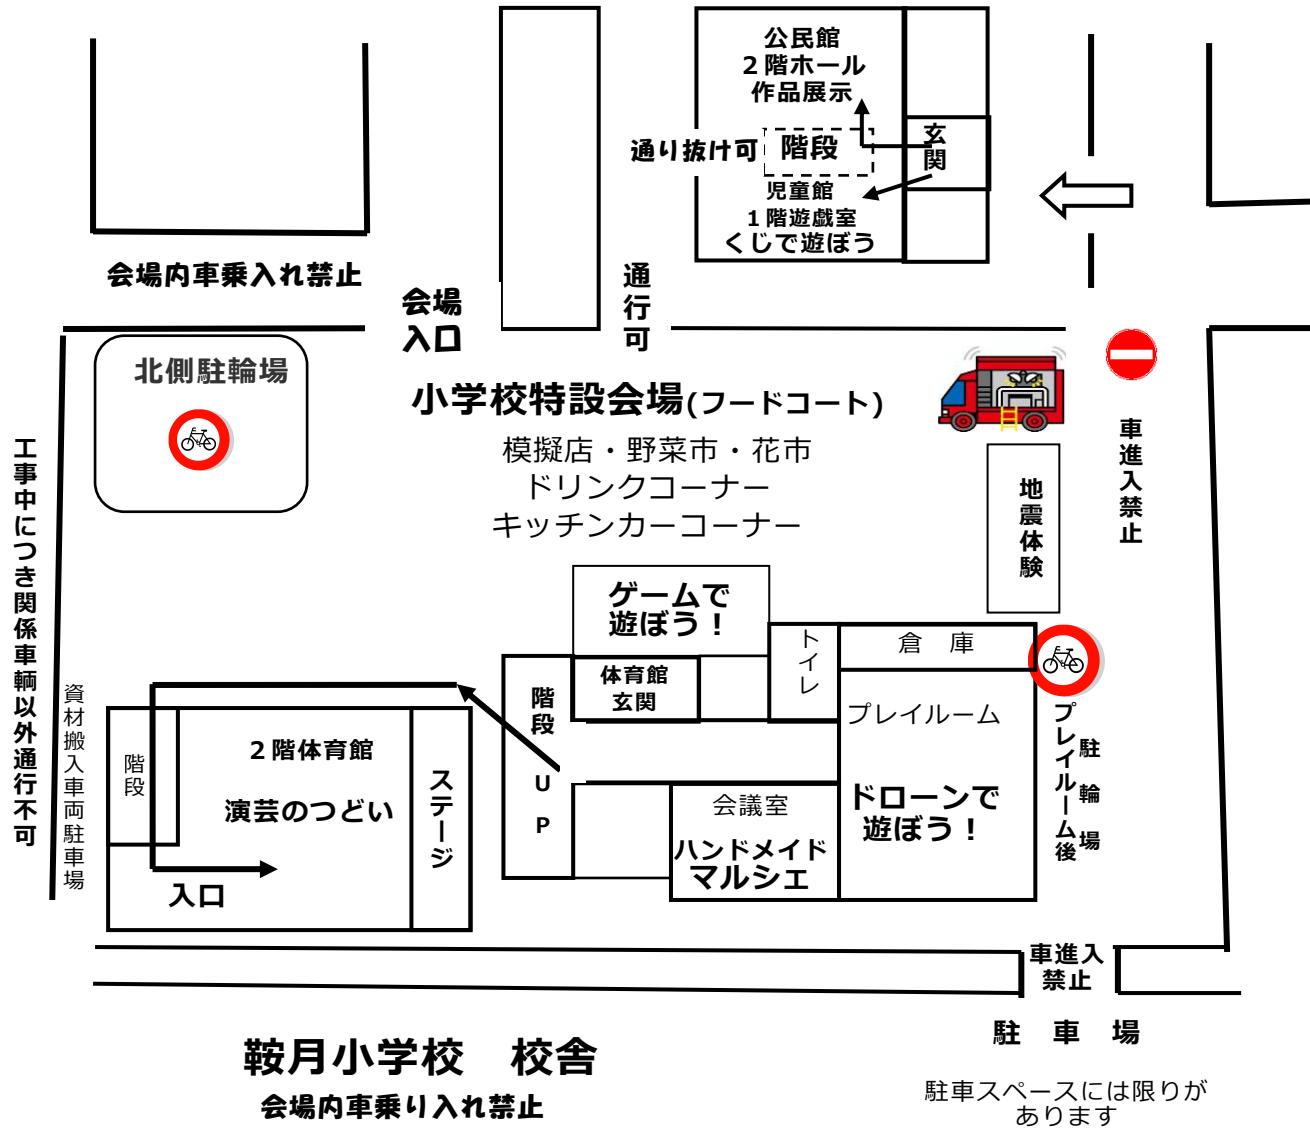 公民館
２階ホール
作品展示
玄関
通り抜け可
階段
児童館
１階遊戯室
くじで遊ぼう
会場内車乗入れ禁止
会場
入口
通行可
北側駐輪場
小学校特設会場(フードコート)
模擬店・野菜市・花市
ドリンクコーナー
キッチンカーコーナー
地震体験
車進入禁止
工事中につき関係車輌以外通行不可
資材搬入車両駐車場
ゲームで
遊ぼう！
トイレ
倉　庫
体育館
玄関
階段
ＵＰ
プレイルーム
ドローンで
遊ぼう！
プレイルーム後
駐輪場
階段
２階体育館
演芸のつどい
ステージ
入口
会議室
ハンドメイド
マルシェ
車進入
禁止
駐　車　場
鞍月小学校　校舎
会場内車乗り入れ禁止
駐車スペースには限りが
あります